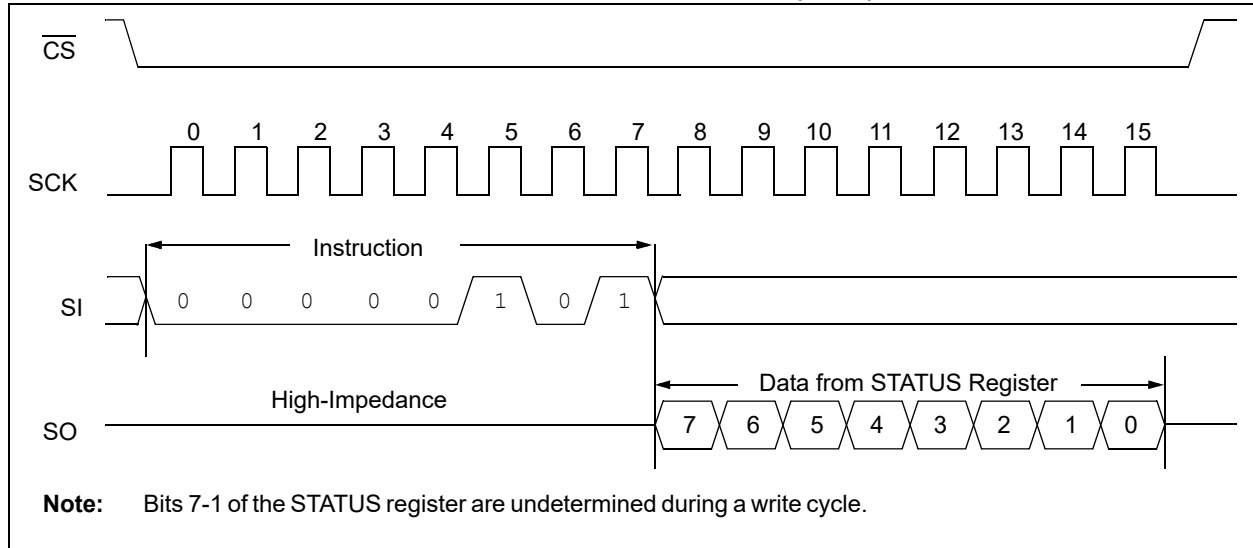 CS
0 1 2 3 4 5 6 7 8 9 10 11 12 13 14 15
SCK
Instruction
SI 0 0 0 0 0 1 0 1
Data from STATUS Register
High-Impedance
SO 7 6 5 4 3 2 1 0
Note: Bits 7-1 of the STATUS register are undetermined during a write cycle.